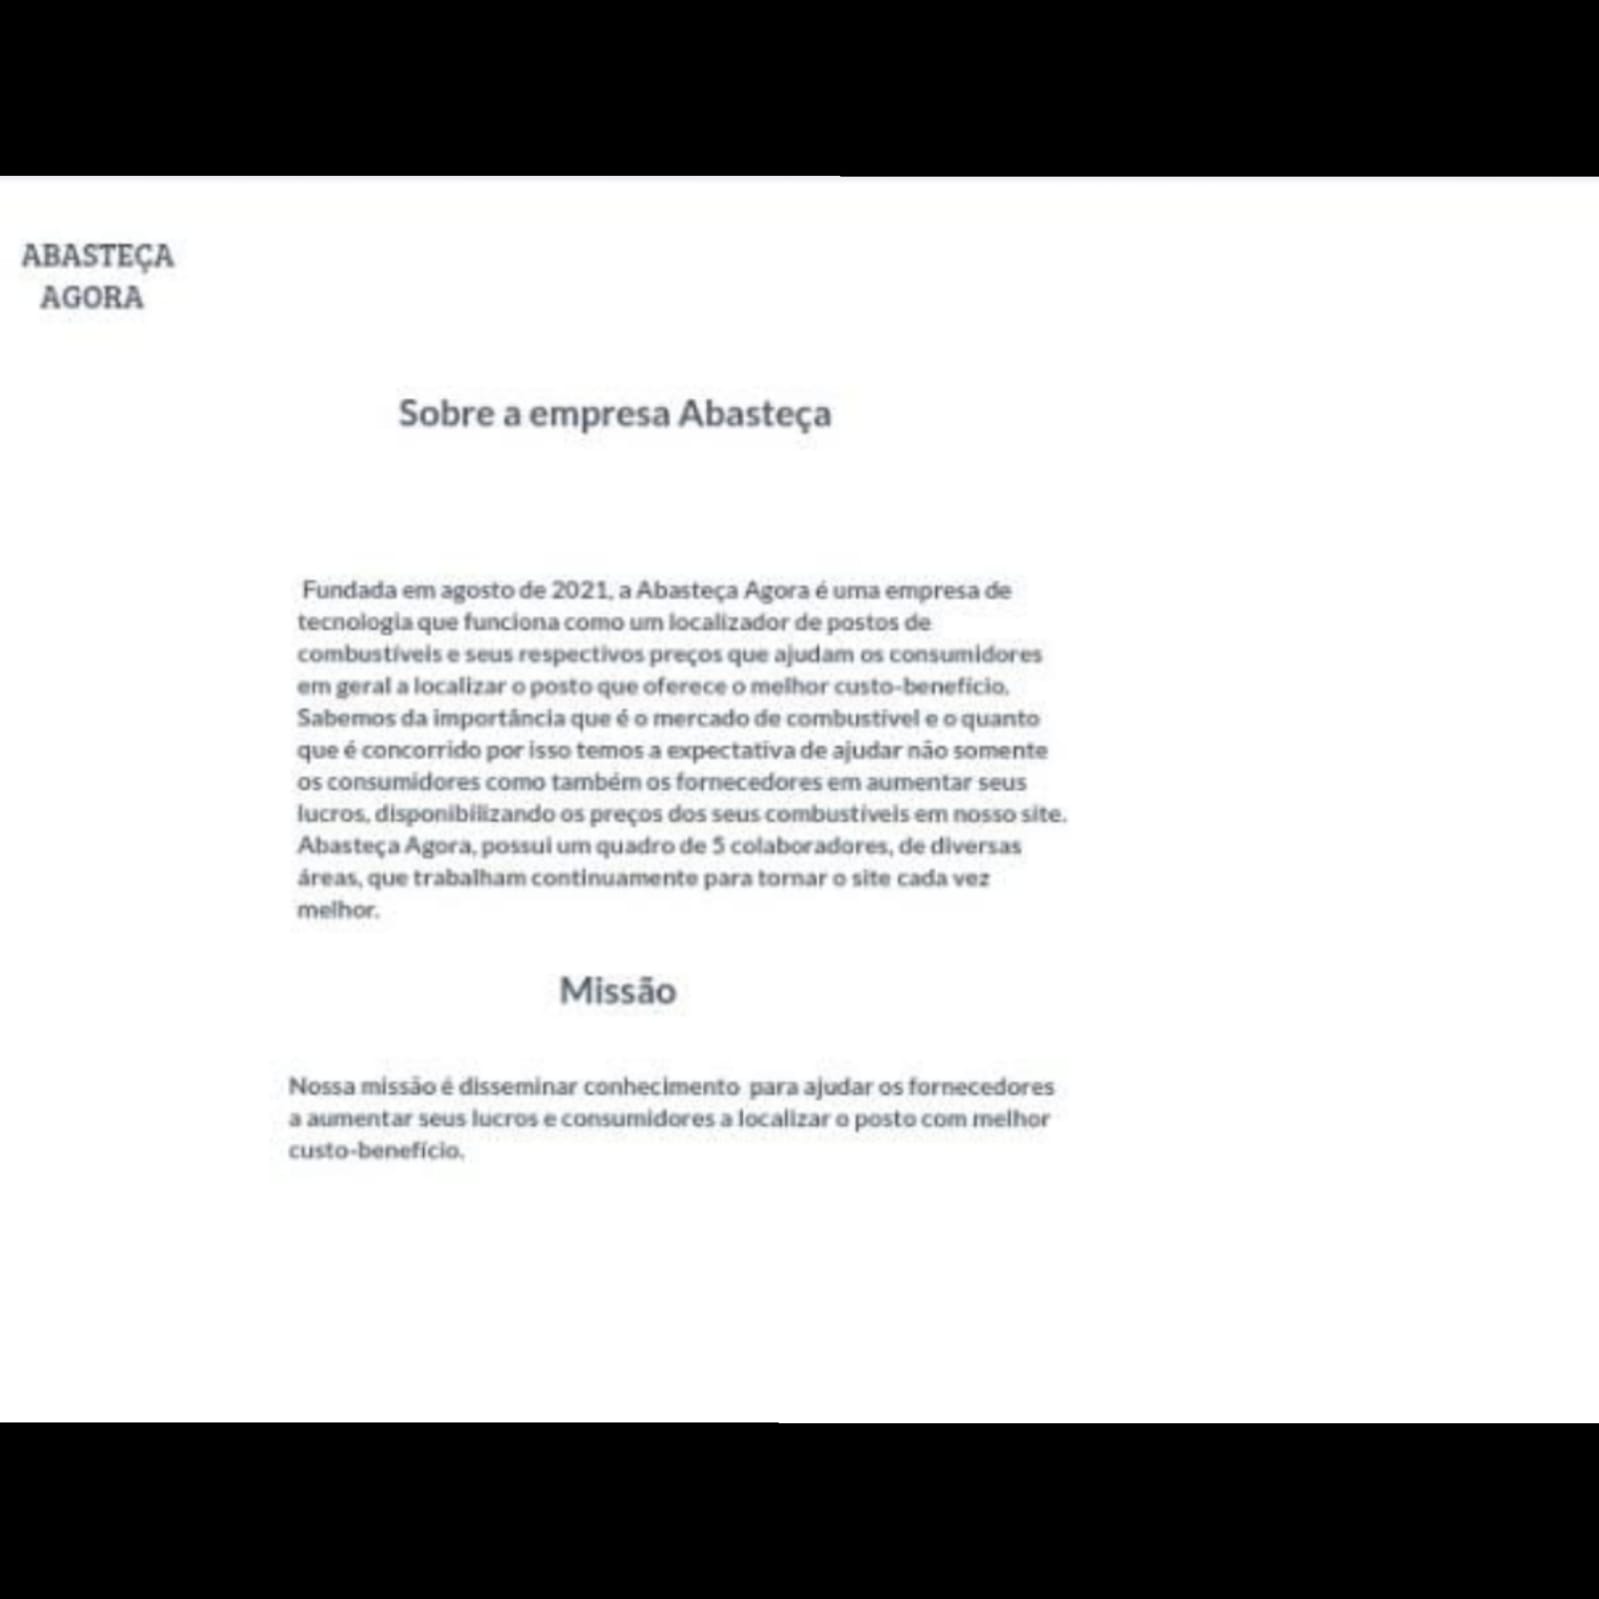 ABASTEÇA
AGORA
Sobre a empresa Abasteça
Fundada em agosto de 2021, a Abasteça Agora é uma empresa de
tecnologia que funciona como um localizador de postos de
combustíveis e seus respectivos preços que ajudam os consumidores
em geral a localizar o posto que oferece o melhor custo-benefício.
Sabemos da importância que é o mercado de combustível e o quanto
que é concorrido por isso temos a expectativa de ajudar não somente
os consumidores como também os fornecedores em aumentar seus
lucros, disponibilizando os preços dos seus combustíveis em nosso site.
Abasteça Agora, possui um quadro de 5 colaboradores, de diversas
áreas, que trabalham continuamente para tornar o site cada vez
melhor.
Missão
Nossa missão é disseminar conhecimento para ajudar os fornecedores
a aumentar seus lucros e consumidores a localizar o posto com melhor
custo-benefício.